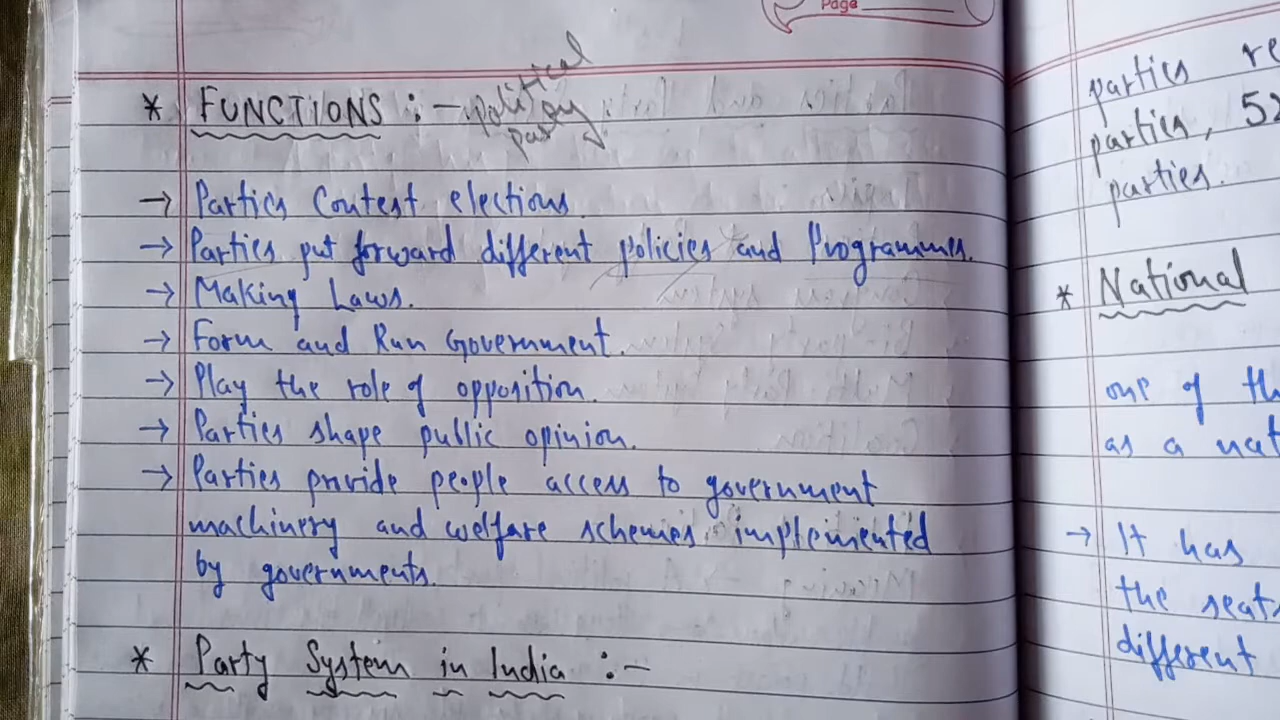 Page
* FUNCTIONS :- political
party
→ Parties Contest elections.
→ Parties put forward different policies and Programmes.
→ Making Laws.
→ Form and Run Government.
→ Play the role of opposition.
→ Parties shape public opinion.
→ Parties provide people access to government
machinery and welfare schemes implemented
by governments.
* Party System in India :-
parties re
parties, 52
parties.
* National
one of th
as a nat
→ It has
the seats
different